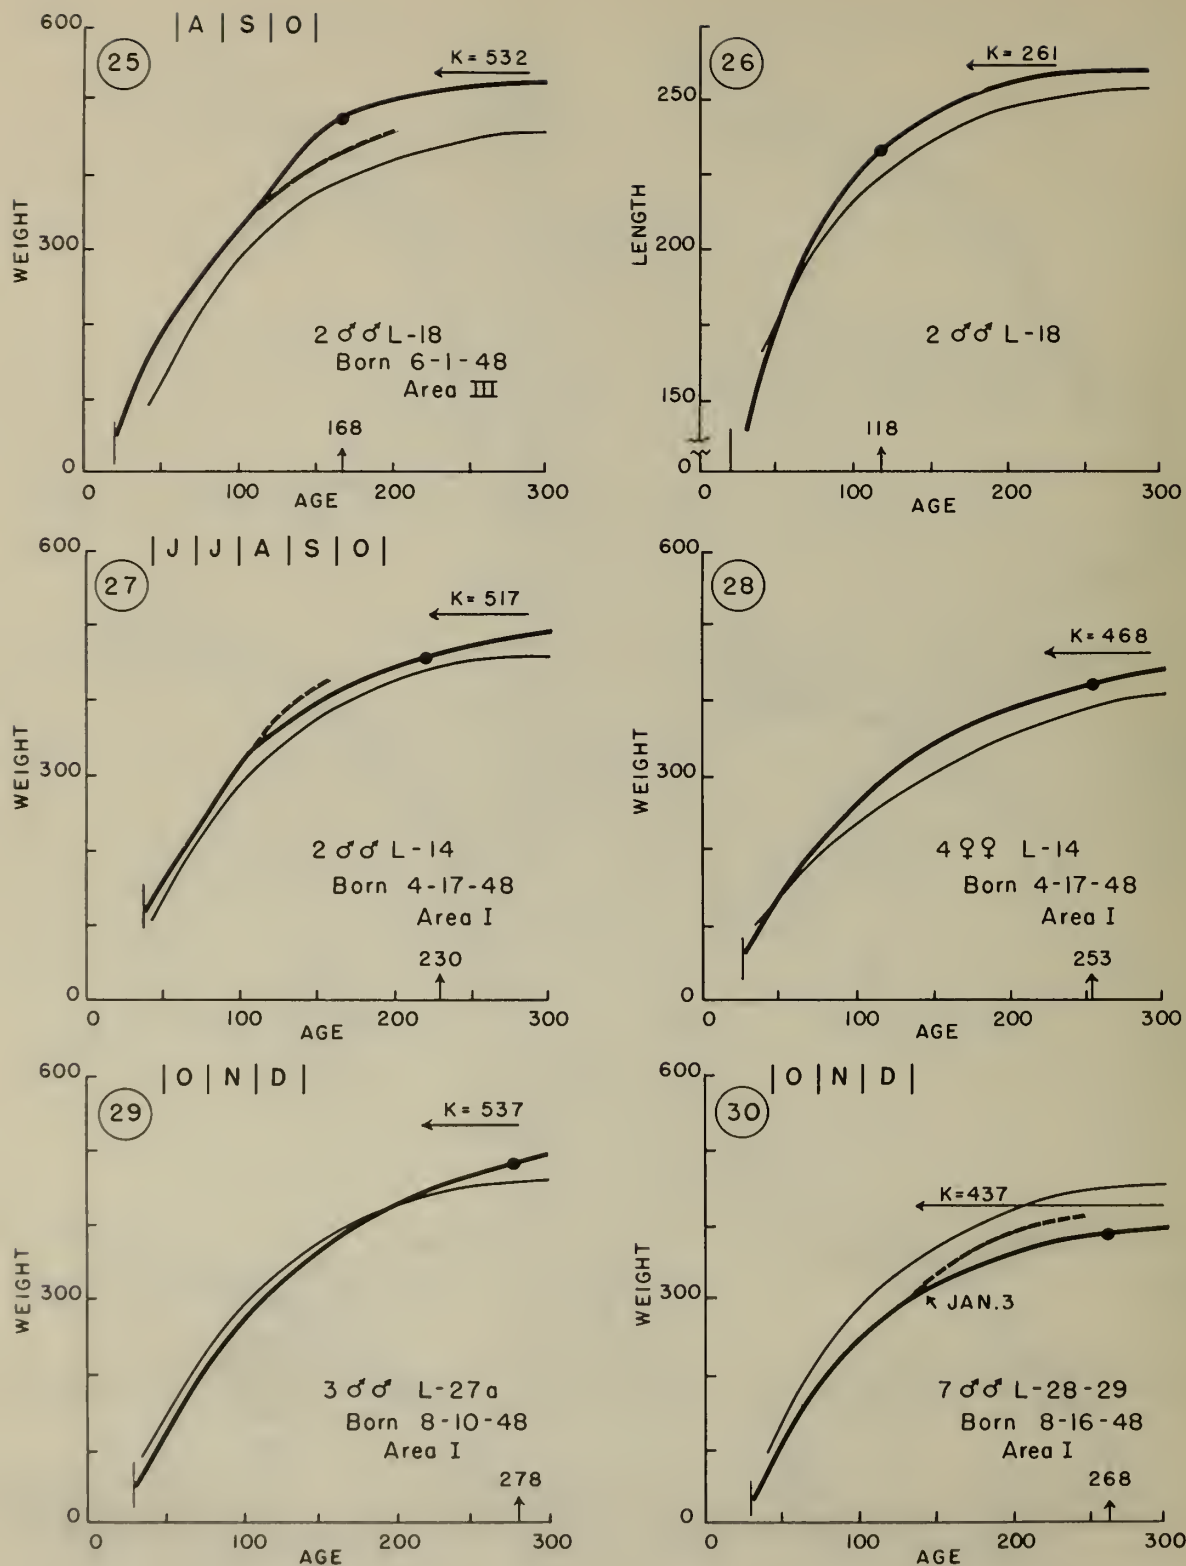 600
| A | S | O |
25
K = 532
WEIGHT
300
2 ♂♂ L-18
Born 6-1-48
Area III
168
0
0 100 200 300
AGE
26
K = 261
250
LENGTH
200
2 ♂♂ L-18
150
118
0
0 100 200 300
AGE
600
| J | J | A | S | O |
27
K = 517
WEIGHT
300
2 ♂♂ L-14
Born 4-17-48
Area I
230
0
0 100 200 300
AGE
600
28
K = 468
WEIGHT
300
4 ♀♀ L-14
Born 4-17-48
Area I
253
0
0 100 200 300
AGE
600
| O | N | D |
29
K = 537
WEIGHT
300
3 ♂♂ L-27a
Born 8-10-48
Area I
278
0
0 100 200 300
AGE
600
| O | N | D |
30
K=437
WEIGHT
300
JAN.3
7 ♂♂ L-28-29
Born 8-16-48
Area I
268
0
0 100 200 300
AGE